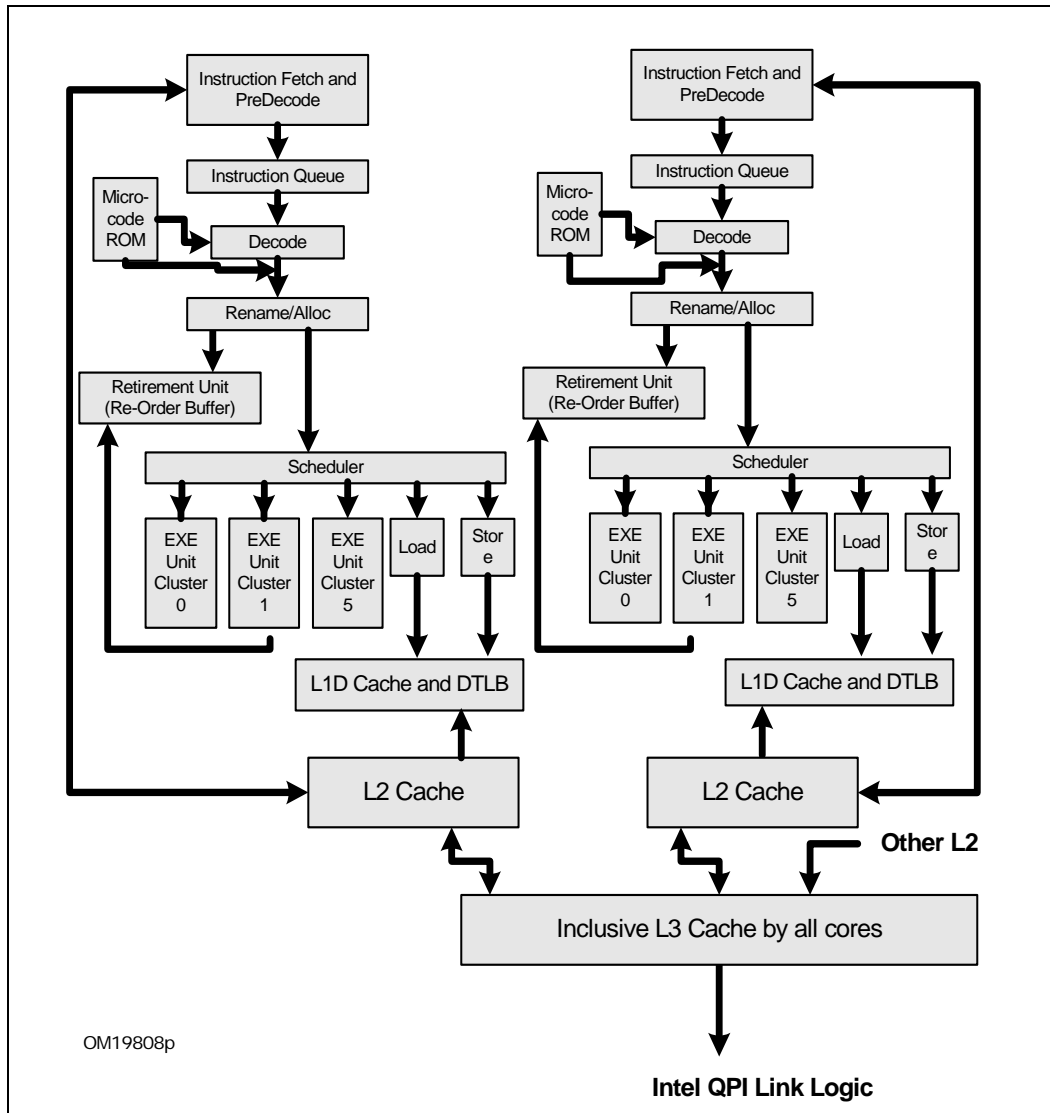 Instruction Fetch and
PreDecode
Instruction Queue
Micro-
code
ROM
Decode
Rename/Alloc
Retirement Unit
(Re-Order Buffer)
Scheduler
EXE
Unit
Cluster
0
EXE
Unit
Cluster
1
EXE
Unit
Cluster
5
Load
Stor
e
L1D Cache and DTLB
L2 Cache
Instruction Fetch and
PreDecode
Instruction Queue
Micro-
code
ROM
Decode
Rename/Alloc
Retirement Unit
(Re-Order Buffer)
Scheduler
EXE
Unit
Cluster
0
EXE
Unit
Cluster
1
EXE
Unit
Cluster
5
Load
Stor
e
L1D Cache and DTLB
L2 Cache
Other L2
Inclusive L3 Cache by all cores
OM19808p
Intel QPI Link Logic